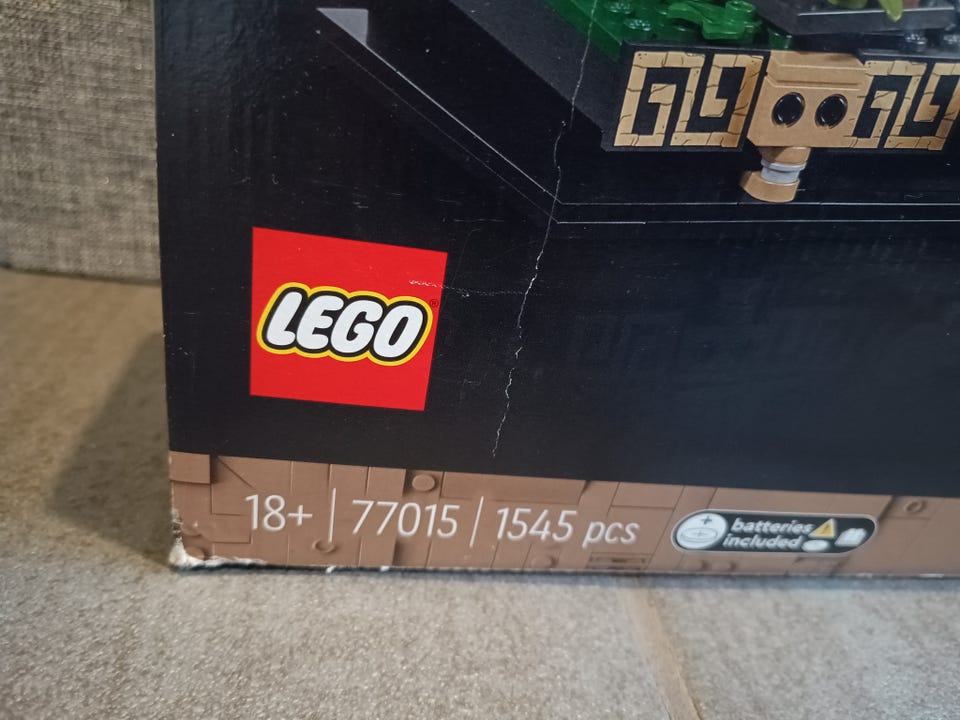 LEGO®
18+ | 77015 | 1545 pcs
batteries
included